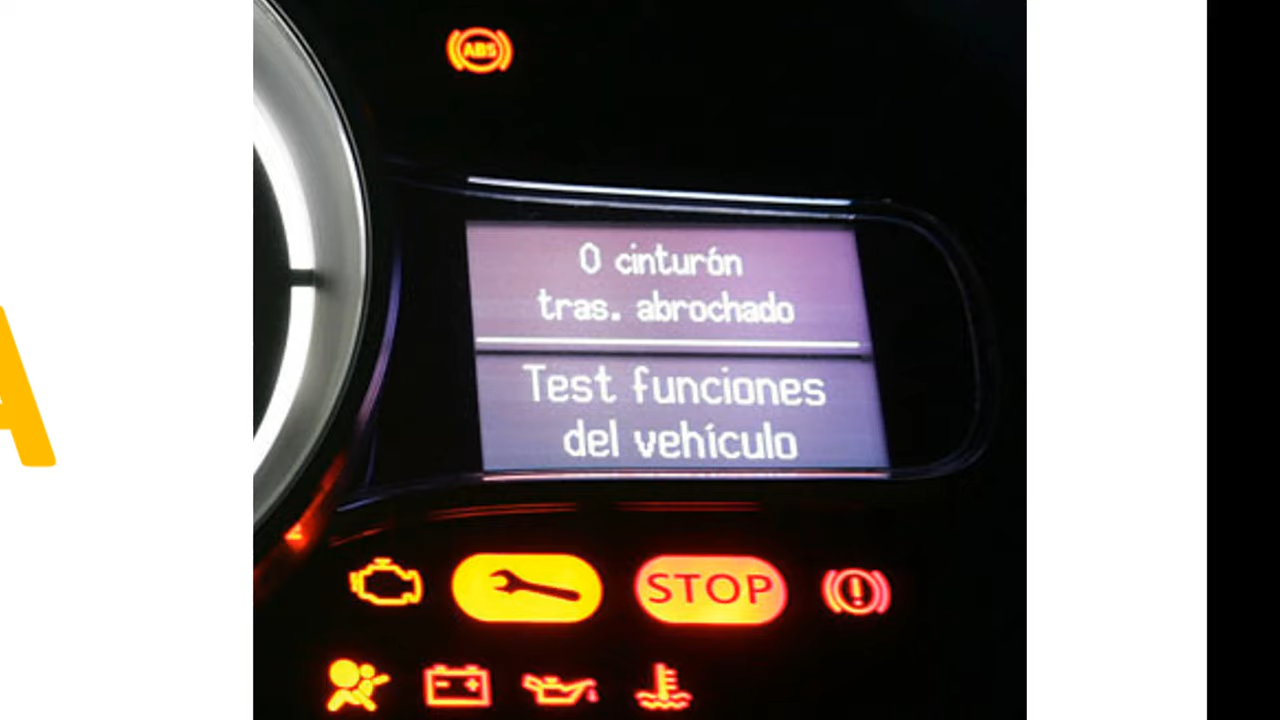 A
ABS
0 cinturón
tras. abrochado
Test funciones
del vehículo
STOP